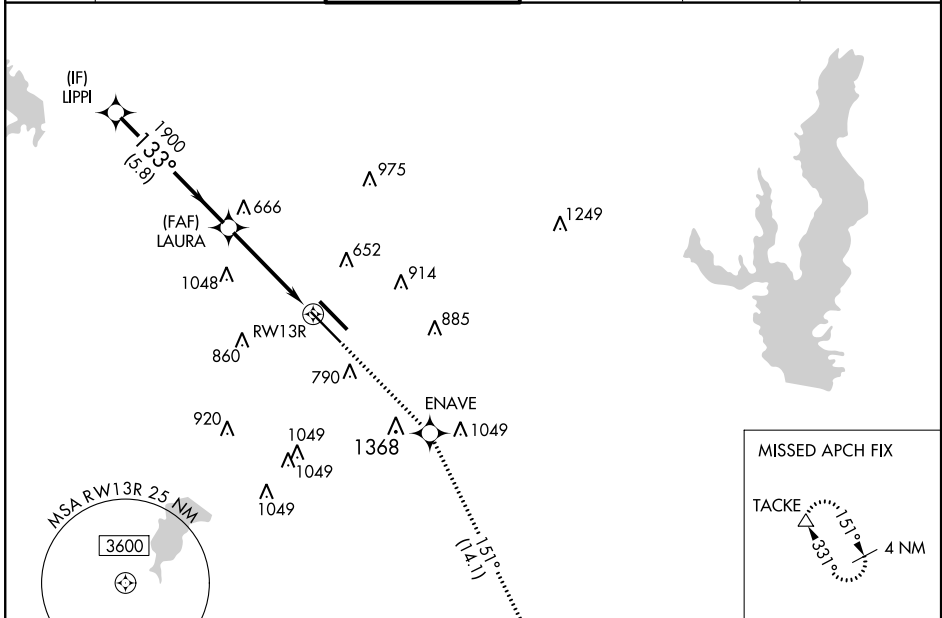 (IF)
LIPPI
1900
133°
(5.8)
975
666
1249
(FAF)
LAURA
652
1048
914
RW13R
885
860
790
ENAVE
920
1049
1368
1049
1049
1049
MSA RW13R 25 NM
3600
151°
(14.1)
MISSED APCH FIX
TACKE
151°
331°
4 NM